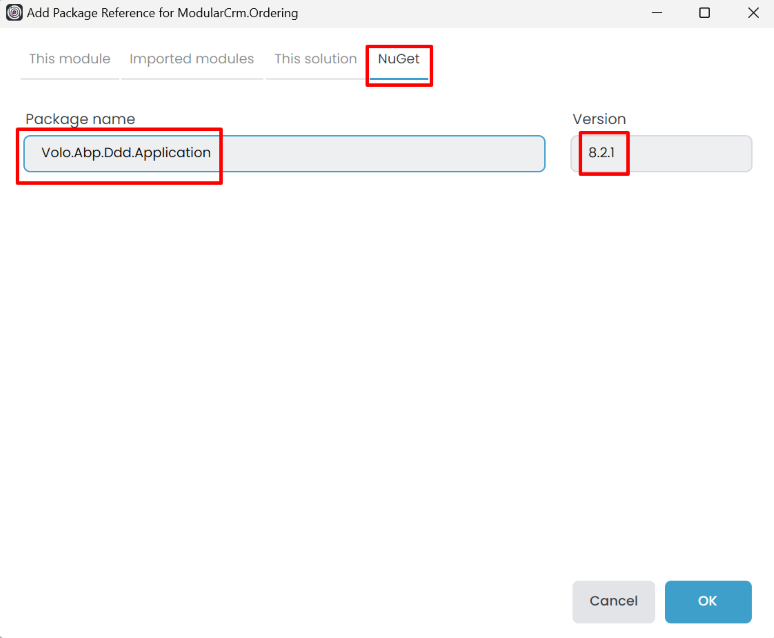 Add Package Reference for ModularCrm.Ordering
This module Imported modules This solution NuGet
Package name Version
Volo.Abp.Ddd.Application 8.2.1
Cancel OK